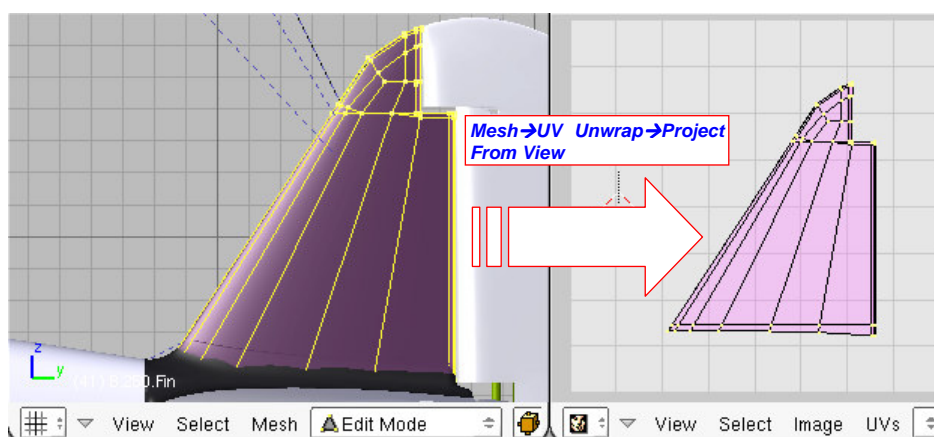 Mesh→UV Unwrap→Project
From View
z
y
(41) B.250.Fin
View Select Mesh Edit Mode
View Select Image UVs